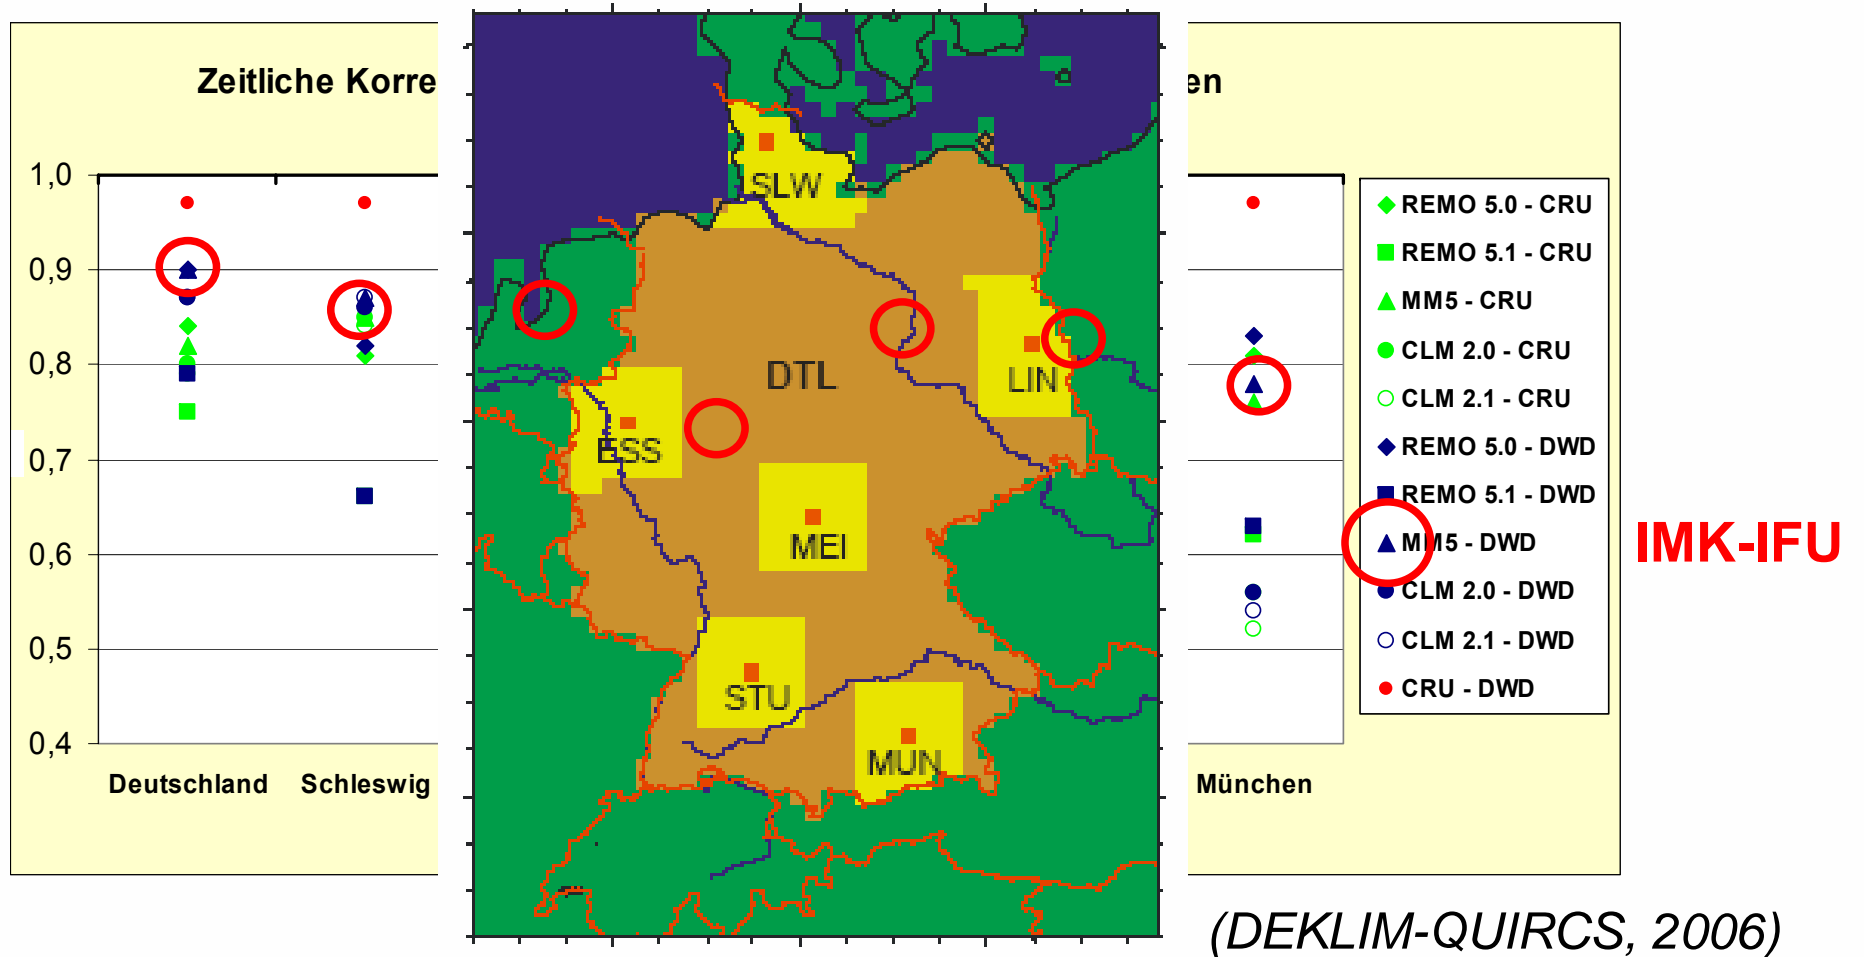 Zeitliche Korre
en
1,0
0,9
0,8
0,7
0,6
0,5
0,4
Deutschland
Schleswig
München
SLW
DTL
LIN
ESS
MEI
STU
MUN
REMO 5.0 - CRU
REMO 5.1 - CRU
MM5 - CRU
CLM 2.0 - CRU
CLM 2.1 - CRU
REMO 5.0 - DWD
REMO 5.1 - DWD
MM5 - DWD
CLM 2.0 - DWD
CLM 2.1 - DWD
CRU - DWD
IMK-IFU
(DEKLIM-QUIRCS, 2006)